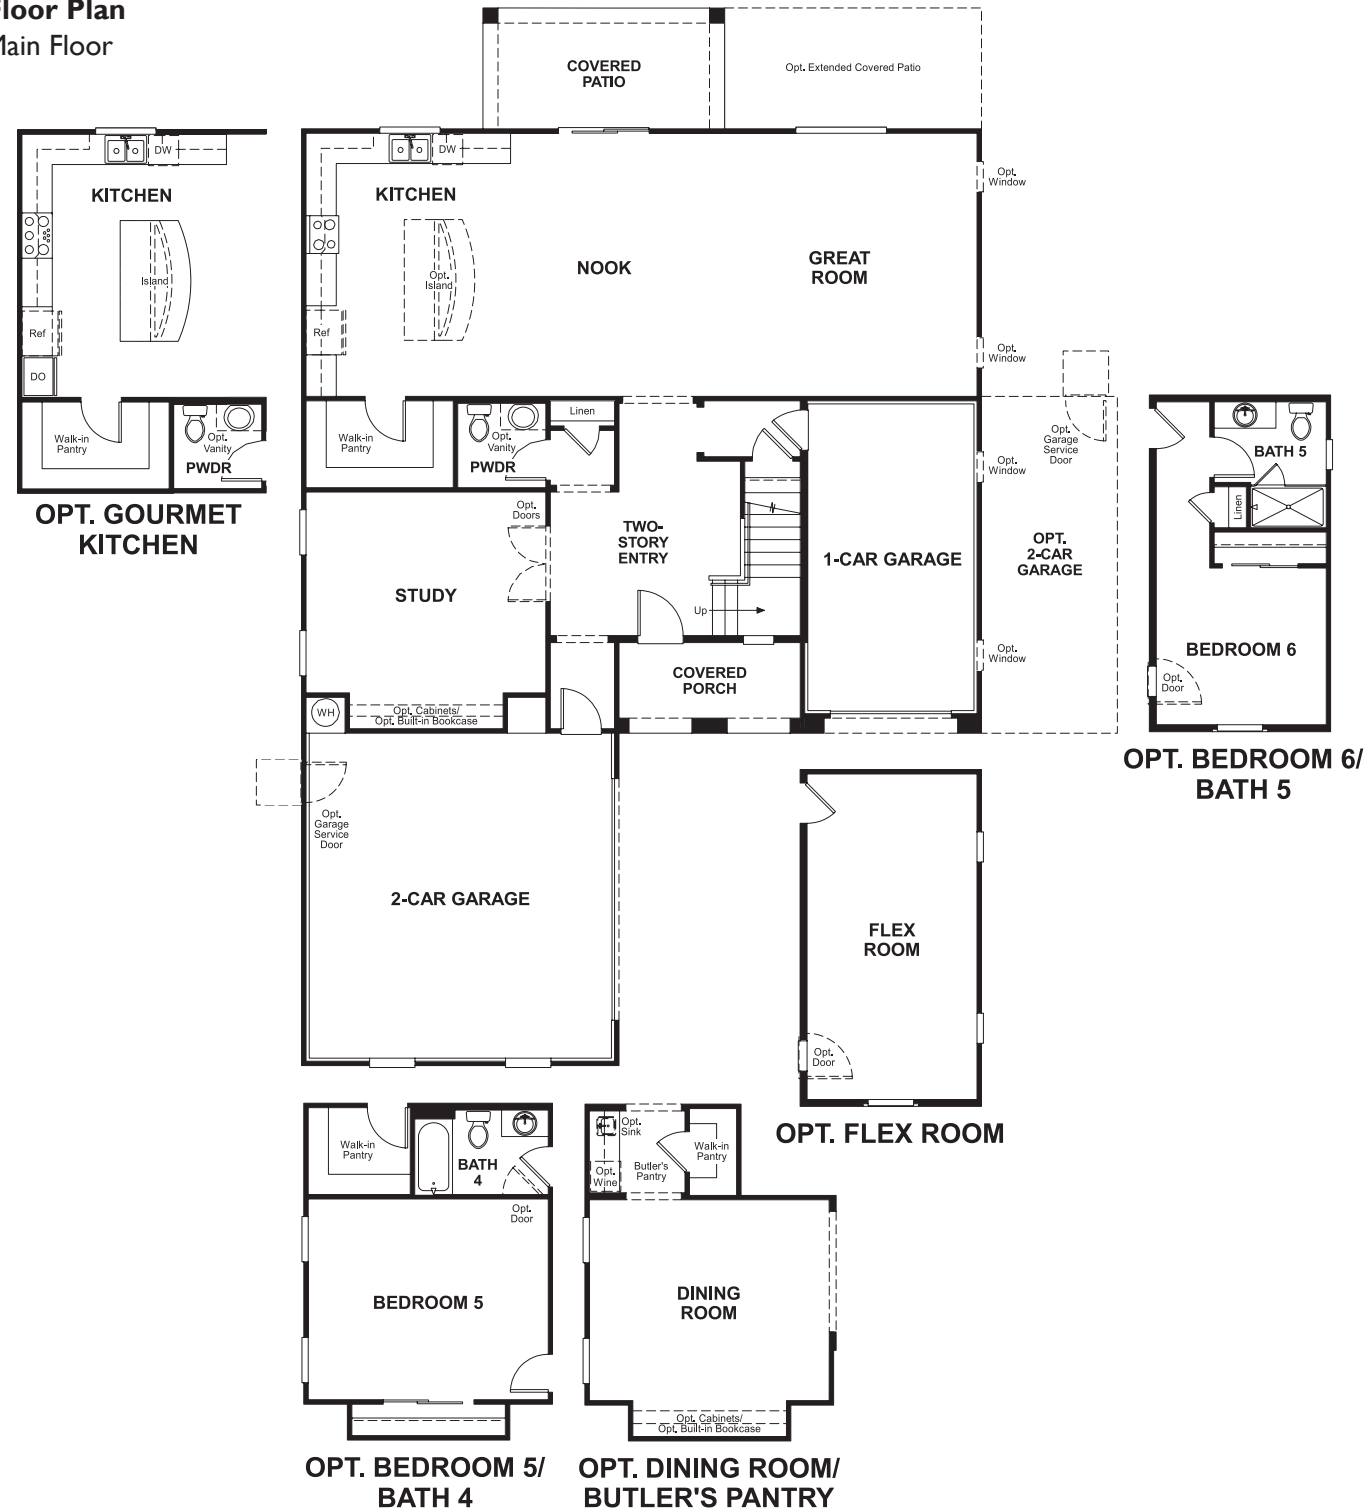 Floor Plan
Main Floor
COVERED
PATIO
Opt. Extended Covered Patio
DW
KITCHEN
Island
Ref
DO
Walk-in
Pantry
Opt.
Vanity
PWDR
OPT. GOURMET
KITCHEN
DW
KITCHEN
Opt.
Island
Ref
NOOK
GREAT
ROOM
Opt.
Window
Opt.
Window
Walk-in
Pantry
Opt.
Vanity
PWDR
Linen
Opt.
Doors
TWO-
STORY
ENTRY
Up
STUDY
WH
Opt. Cabinets/
Opt. Built-in Bookcase
COVERED
PORCH
1-CAR GARAGE
Opt.
Window
Opt.
Window
Opt.
Garage
Service
Door
OPT.
2-CAR
GARAGE
BATH 5
Linen
BEDROOM 6
Opt.
Door
OPT. BEDROOM 6/
BATH 5
Opt.
Garage
Service
Door
2-CAR GARAGE
FLEX
ROOM
Opt.
Door
OPT. FLEX ROOM
Walk-in
Pantry
BATH
4
Opt.
Door
BEDROOM 5
OPT. BEDROOM 5/
BATH 4
Opt.
Sink
Opt.
Wine
Butler's
Pantry
Walk-in
Pantry
DINING
ROOM
Opt. Cabinets/
Opt. Built-in Bookcase
OPT. DINING ROOM/
BUTLER'S PANTRY